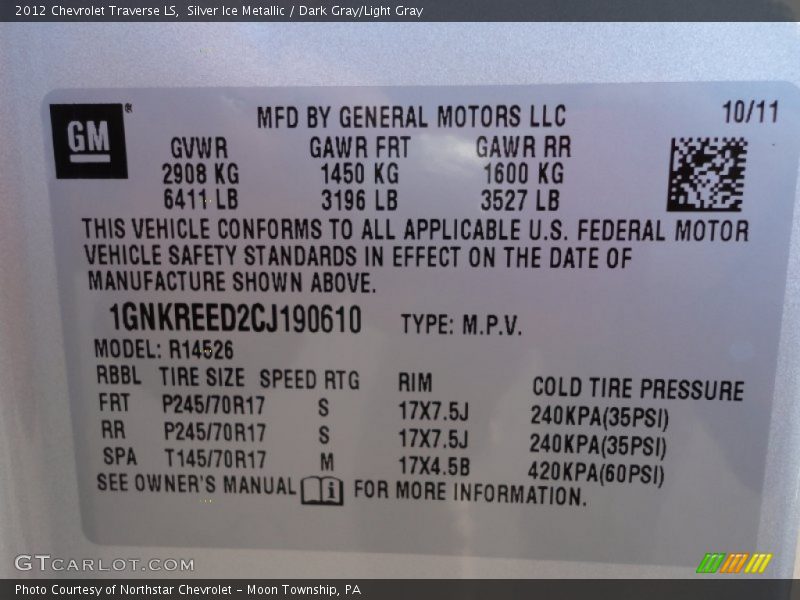 2012 Chevrolet Traverse LS, Silver Ice Metallic / Dark Gray/Light Gray
GM®
MFD BY GENERAL MOTORS LLC
10/11
GVWR GAWR FRT GAWR RR
2908 KG 1450 KG 1600 KG
6411 LB 3196 LB 3527 LB
THIS VEHICLE CONFORMS TO ALL APPLICABLE U.S. FEDERAL MOTOR
VEHICLE SAFETY STANDARDS IN EFFECT ON THE DATE OF
MANUFACTURE SHOWN ABOVE.
1GNKREED2CJ190610 TYPE: M.P.V.
MODEL: R14526
RBBL TIRE SIZE SPEED RTG RIM COLD TIRE PRESSURE
FRT P245/70R17 S 17X7.5J 240KPA(35PSI)
RR P245/70R17 S 17X7.5J 240KPA(35PSI)
SPA T145/70R17 M 17X4.5B 420KPA(60PSI)
SEE OWNER'S MANUAL i FOR MORE INFORMATION.
GTCARLOT.COM
Photo Courtesy of Northstar Chevrolet - Moon Township, PA